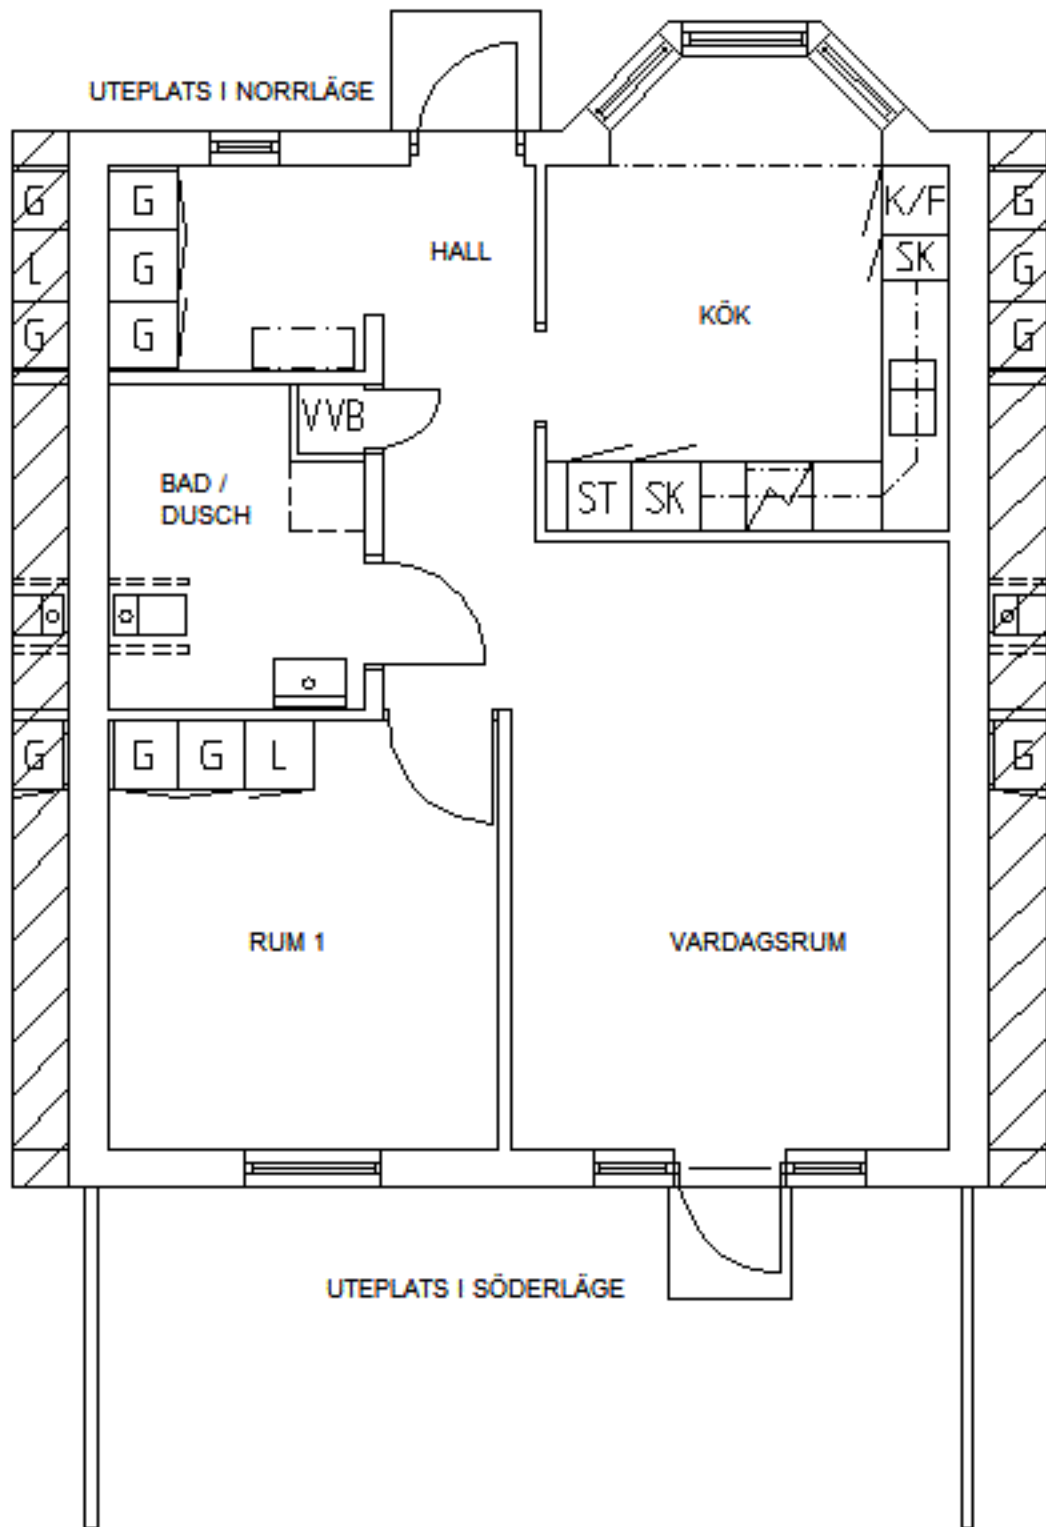 UTEPLATS I NORRLÄGE
G
G
K/F
G
HALL
L
G
SK
G
KÖK
G
G
G
VVB
BAD /
DUSCH
ST
SK
G
G
G
L
G
RUM 1
VARDAGSRUM
UTEPLATS I SÖDERLÄGE